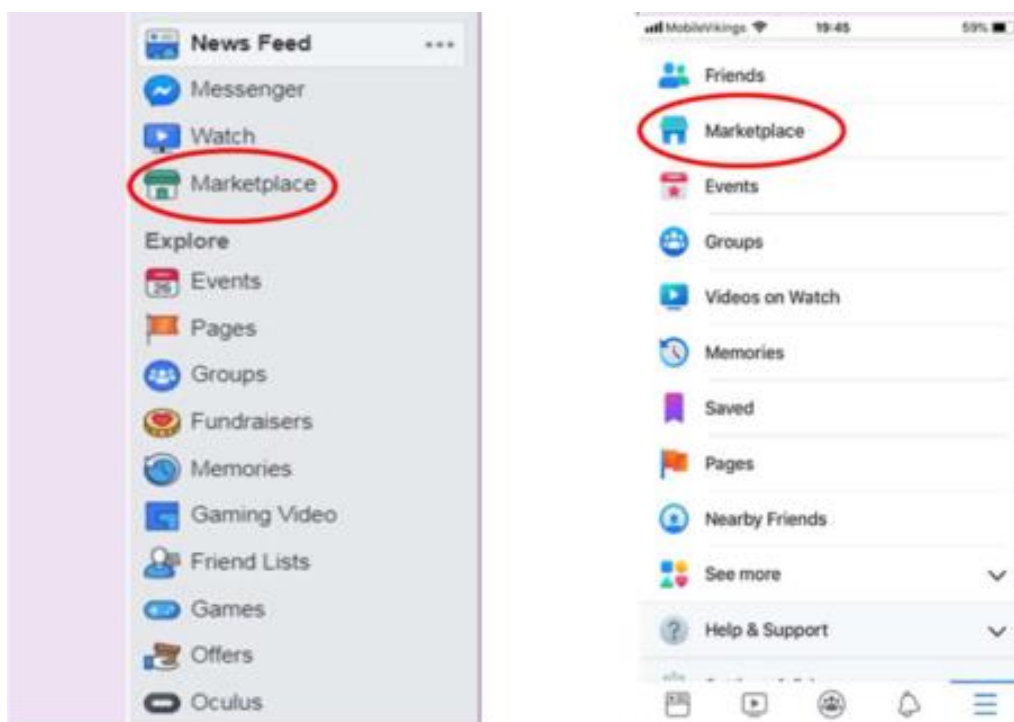 News Feed
Messenger
Watch
Marketplace
Explore
Events
26
Pages
Groups
Fundraisers
Memories
Gaming Video
Friend Lists
Games
Offers
Oculus
MobileVikings 19:45 59%
Friends
Marketplace
Events
Groups
Videos on Watch
Memories
Saved
Pages
Nearby Friends
See more
Help & Support